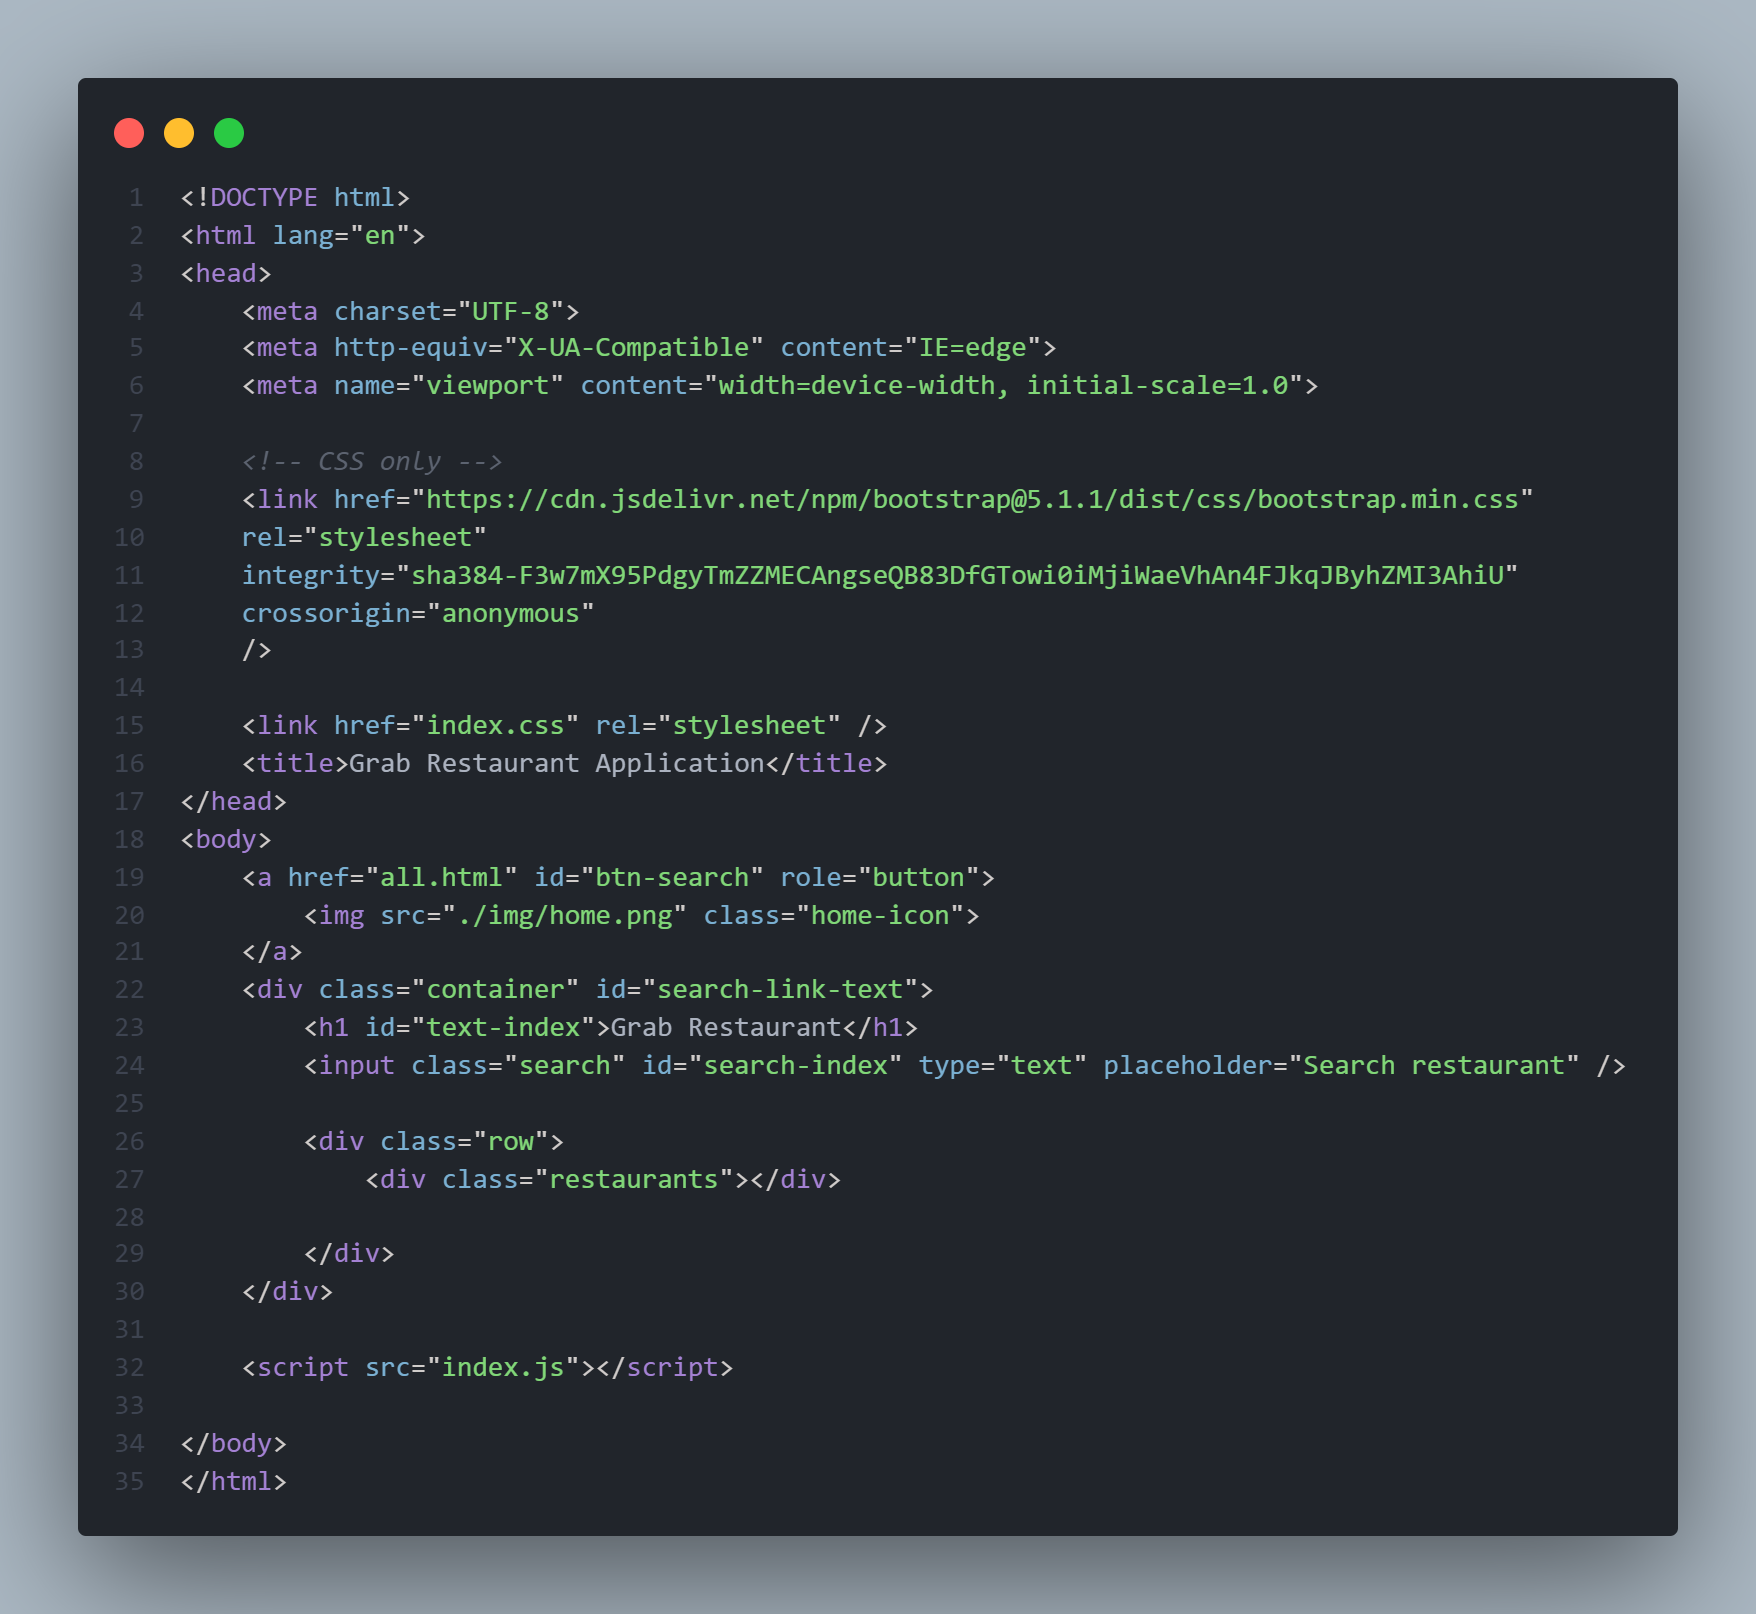 1 <!DOCTYPE html>
2 <html lang="en">
3 <head>
4     <meta charset="UTF-8">
5     <meta http-equiv="X-UA-Compatible" content="IE=edge">
6     <meta name="viewport" content="width=device-width, initial-scale=1.0">
7
8     <!-- CSS only -->
9     <link href="https://cdn.jsdelivr.net/npm/bootstrap@5.1.1/dist/css/bootstrap.min.css"
10     rel="stylesheet"
11     integrity="sha384-F3w7mX95PdgyTmZZMECAngseQB83DfGTowi0iMjiWaeVhAn4FJkqJByhZMI3AhiU"
12     crossorigin="anonymous"
13     />
14
15     <link href="index.css" rel="stylesheet" />
16     <title>Grab Restaurant Application</title>
17 </head>
18 <body>
19     <a href="all.html" id="btn-search" role="button">
20         <img src="./img/home.png" class="home-icon">
21     </a>
22     <div class="container" id="search-link-text">
23         <h1 id="text-index">Grab Restaurant</h1>
24         <input class="search" id="search-index" type="text" placeholder="Search restaurant" />
25
26         <div class="row">
27             <div class="restaurants"></div>
28
29         </div>
30     </div>
31
32     <script src="index.js"></script>
33
34 </body>
35 </html>